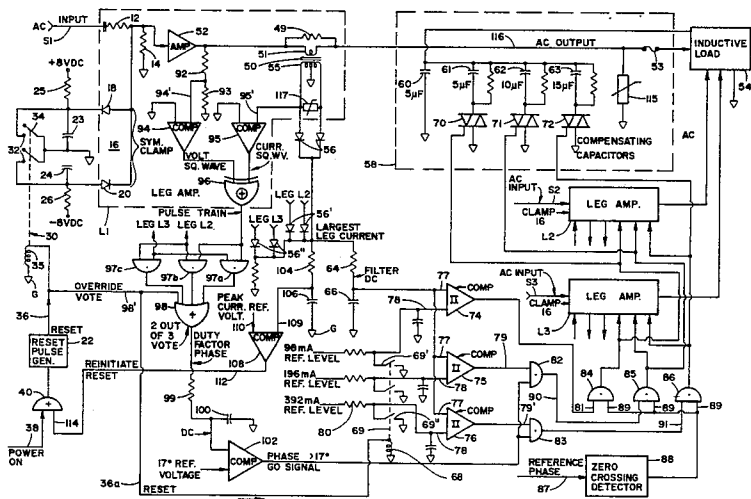 AC INPUT
S1
12
14
52
AMP
49
51
50
55
116
AC OUTPUT
53
INDUCTIVE
LOAD
54
+8VDC
25
18
92
93
94'
95'
117
60
5µF
61
5µF
62
10µF
63
15µF
115
34
23
32
16
SYM.
CLAMP
94
COMP
COMP
95
VOLT
SQ. WAVE
CURR.
SQ. WV.
56
70
71
72
COMPENSATING
CAPACITORS
58
AC
24
26
20
-8VDC
96
LEG AMP.
L1
PULSE TRAIN
LEG L2
LEG L3
56'
LARGEST
LEG CURRENT
AC INPUT
S2
CLAMP
16
LEG AMP.
L2
30
35
G
LEG L3
LEG L2
97c
97b
97a
56"
104
64
FILTER
DC
AC INPUT
S3
CLAMP
16
LEG AMP.
L3
36
OVERRIDE
VOTE
98'
98
2 OUT OF
3 VOTE
DUTY
FACTOR
PHASE
PEAK
CURR. REF.
VOLT.
110
106
109
G
66
77
78
COMP
74
RESET
RESET
PULSE
GEN.
22
REINITIATE
RESET
108
COMP
112
98mA
REF. LEVEL
69'
77
COMP
79
75
78
82
84
85
86
40
114
38
POWER
ON
99
100
DC
196mA
REF. LEVEL
392mA
REF. LEVEL
80
69
69"
77
COMP
79'
76
78
90
83
81
89
89
91
89
17° REF.
VOLTAGE
102
COMP
PHASE >17°
GO SIGNAL
68
36a
RESET
REFERENCE
PHASE
87
ZERO
CROSSING
DETECTOR
88